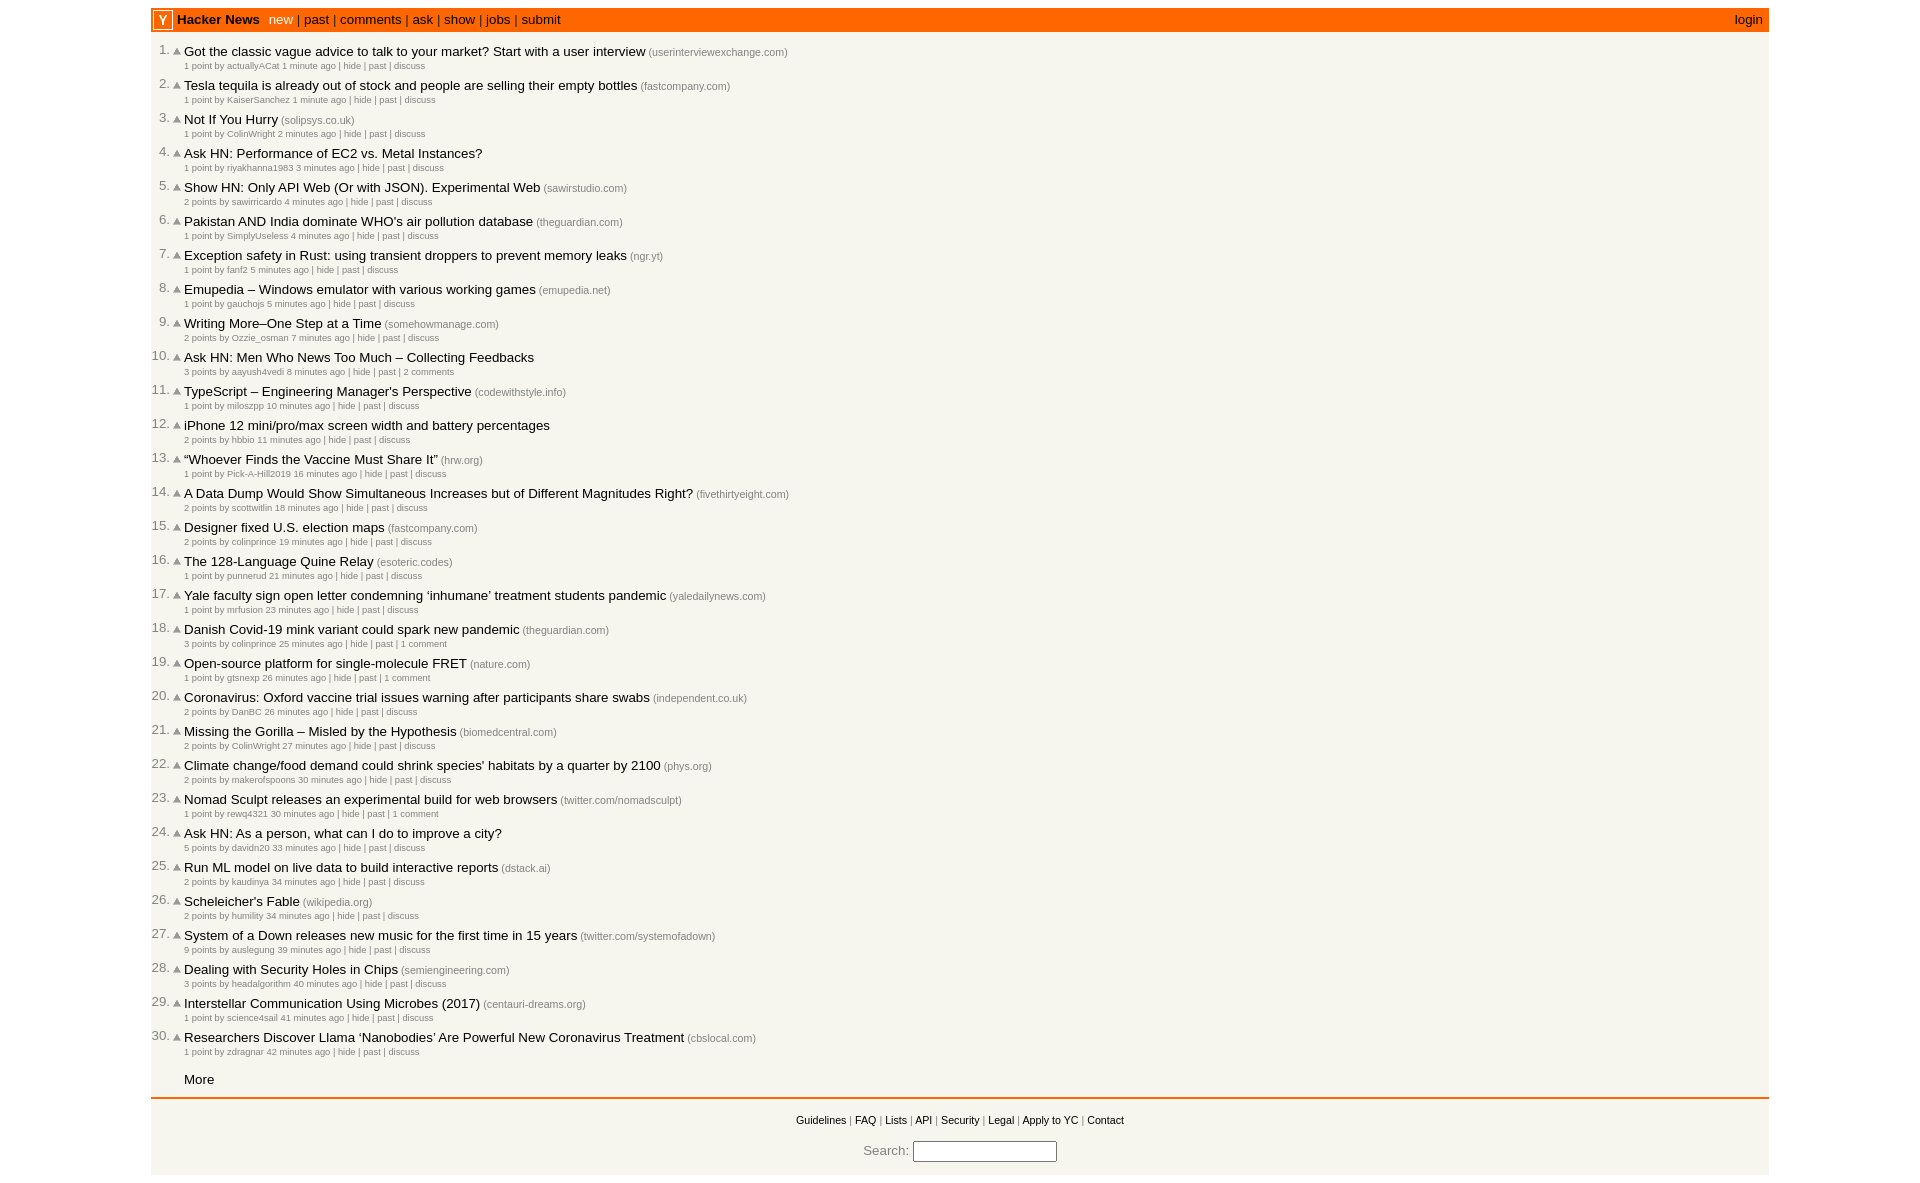 Y Hacker News new | past | comments | ask | show | jobs | submit login
1. Got the classic vague advice to talk to your market? Start with a user interview (userinterviewexchange.com)
1 point by actuallyACat 1 minute ago | hide | past | discuss
2. Tesla tequila is already out of stock and people are selling their empty bottles (fastcompany.com)
1 point by KaiserSanchez 1 minute ago | hide | past | discuss
3. Not If You Hurry (solipsys.co.uk)
1 point by ColinWright 2 minutes ago | hide | past | discuss
4. Ask HN: Performance of EC2 vs. Metal Instances?
1 point by riyakhanna1983 3 minutes ago | hide | past | discuss
5. Show HN: Only API Web (Or with JSON). Experimental Web (sawirstudio.com)
2 points by sawirricardo 4 minutes ago | hide | past | discuss
6. Pakistan AND India dominate WHO's air pollution database (theguardian.com)
1 point by SimplyUseless 4 minutes ago | hide | past | discuss
7. Exception safety in Rust: using transient droppers to prevent memory leaks (ngr.yt)
1 point by fanf2 5 minutes ago | hide | past | discuss
8. Emupedia – Windows emulator with various working games (emupedia.net)
1 point by gauchojs 5 minutes ago | hide | past | discuss
9. Writing More–One Step at a Time (somehowmanage.com)
2 points by Ozzie_osman 7 minutes ago | hide | past | discuss
10. Ask HN: Men Who News Too Much – Collecting Feedbacks
3 points by aayush4vedi 8 minutes ago | hide | past | 2 comments
11. TypeScript – Engineering Manager's Perspective (codewithstyle.info)
1 point by miloszpp 10 minutes ago | hide | past | discuss
12. iPhone 12 mini/pro/max screen width and battery percentages
2 points by hbbio 11 minutes ago | hide | past | discuss
13. “Whoever Finds the Vaccine Must Share It” (hrw.org)
1 point by Pick-A-Hill2019 16 minutes ago | hide | past | discuss
14. A Data Dump Would Show Simultaneous Increases but of Different Magnitudes Right? (fivethirtyeight.com)
2 points by scottwitlin 18 minutes ago | hide | past | discuss
15. Designer fixed U.S. election maps (fastcompany.com)
2 points by colinprince 19 minutes ago | hide | past | discuss
16. The 128-Language Quine Relay (esoteric.codes)
1 point by punnerud 21 minutes ago | hide | past | discuss
17. Yale faculty sign open letter condemning ‘inhumane’ treatment students pandemic (yaledailynews.com)
1 point by mrfusion 23 minutes ago | hide | past | discuss
18. Danish Covid-19 mink variant could spark new pandemic (theguardian.com)
3 points by colinprince 25 minutes ago | hide | past | 1 comment
19. Open-source platform for single-molecule FRET (nature.com)
1 point by gtsnexp 26 minutes ago | hide | past | 1 comment
20. Coronavirus: Oxford vaccine trial issues warning after participants share swabs (independent.co.uk)
2 points by DanBC 26 minutes ago | hide | past | discuss
21. Missing the Gorilla – Misled by the Hypothesis (biomedcentral.com)
2 points by ColinWright 27 minutes ago | hide | past | discuss
22. Climate change/food demand could shrink species' habitats by a quarter by 2100 (phys.org)
2 points by makerofspoons 30 minutes ago | hide | past | discuss
23. Nomad Sculpt releases an experimental build for web browsers (twitter.com/nomadsculpt)
1 point by rewq4321 30 minutes ago | hide | past | 1 comment
24. Ask HN: As a person, what can I do to improve a city?
5 points by davidn20 33 minutes ago | hide | past | discuss
25. Run ML model on live data to build interactive reports (dstack.ai)
2 points by kaudinya 34 minutes ago | hide | past | discuss
26. Scheleicher's Fable (wikipedia.org)
2 points by humility 34 minutes ago | hide | past | discuss
27. System of a Down releases new music for the first time in 15 years (twitter.com/systemofadown)
9 points by auslegung 39 minutes ago | hide | past | discuss
28. Dealing with Security Holes in Chips (semiengineering.com)
3 points by headalgorithm 40 minutes ago | hide | past | discuss
29. Interstellar Communication Using Microbes (2017) (centauri-dreams.org)
1 point by science4sail 41 minutes ago | hide | past | discuss
30. Researchers Discover Llama ‘Nanobodies’ Are Powerful New Coronavirus Treatment (cbslocal.com)
1 point by zdragnar 42 minutes ago | hide | past | discuss
More
Guidelines | FAQ | Lists | API | Security | Legal | Apply to YC | Contact
Search: